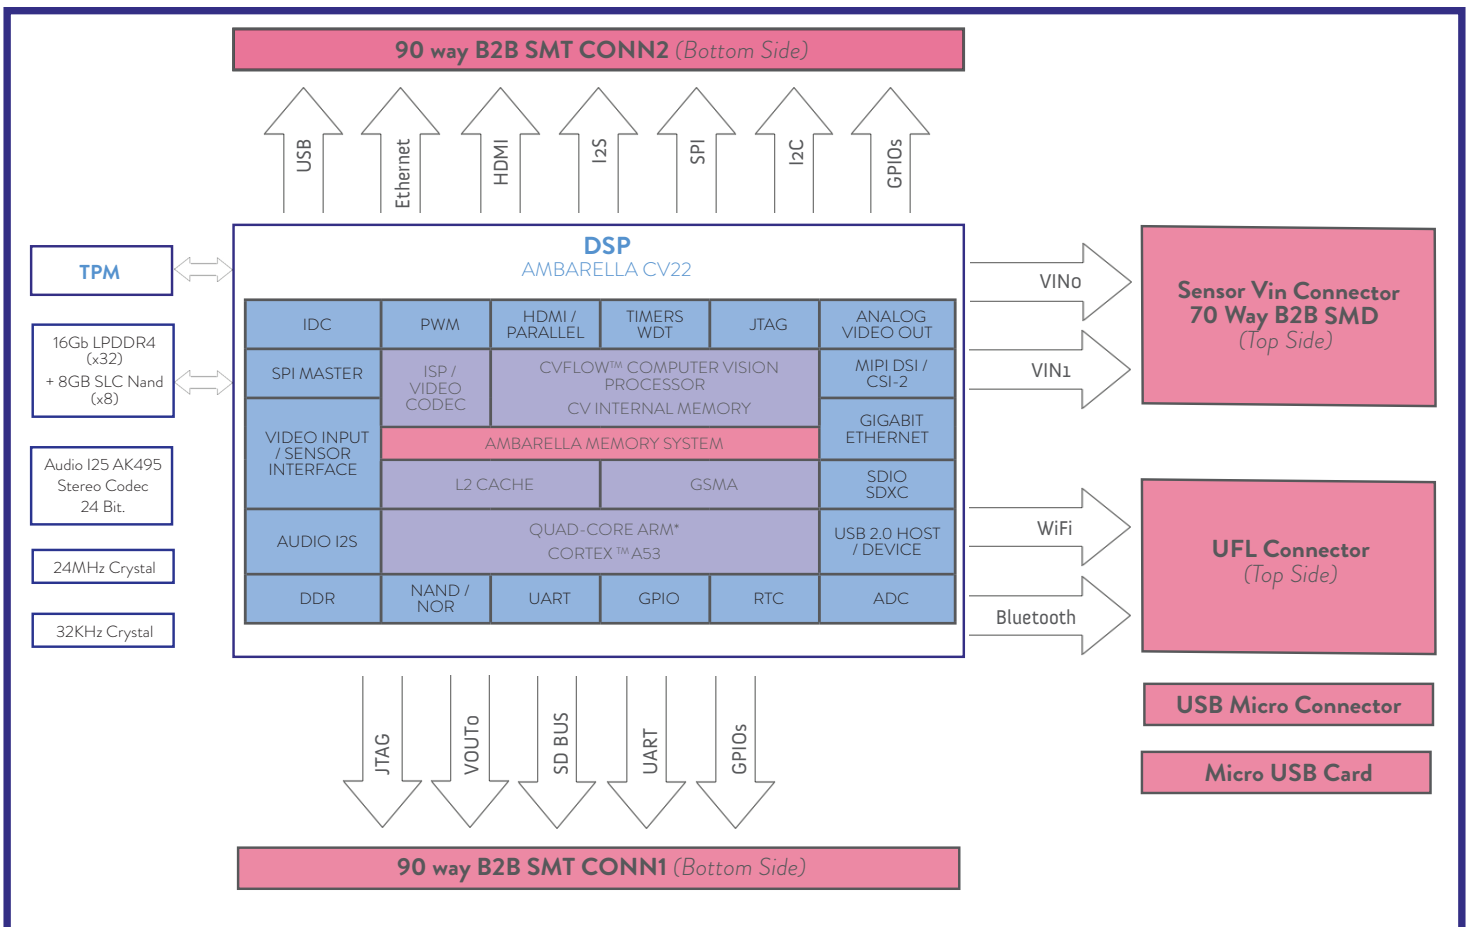 90 way B2B SMT CONN2 (Bottom Side)
USB
Ethernet
HDMI
I2S
SPI
I2C
GPIOs
DSP
AMBARELLA CV22
TPM
16Gb LPDDR4
(x32)
+ 8GB SLC Nand
(x8)
Audio I25 AK495
Stereo Codec
24 Bit.
24MHz Crystal
32KHz Crystal
IDC
PWM
HDMI /
PARALLEL
TIMERS
WDT
JTAG
ANALOG
VIDEO OUT
SPI MASTER
ISP /
VIDEO
CODEC
CVFLOW™ COMPUTER VISION
PROCESSOR
CV INTERNAL MEMORY
MIPI DSI /
CSI-2
VIDEO INPUT
/ SENSOR
INTERFACE
AMBARELLA MEMORY SYSTEM
GIGABIT
ETHERNET
L2 CACHE
GSMA
SDIO
SDXC
AUDIO I2S
QUAD-CORE ARM*
CORTEX ™ A53
USB 2.0 HOST
/ DEVICE
DDR
NAND /
NOR
UART
GPIO
RTC
ADC
VIN0
VIN1
WiFi
Bluetooth
Sensor Vin Connector
70 Way B2B SMD
(Top Side)
UFL Connector
(Top Side)
USB Micro Connector
Micro USB Card
JTAG
VOUT0
SD BUS
UART
GPIOs
90 way B2B SMT CONN1 (Bottom Side)